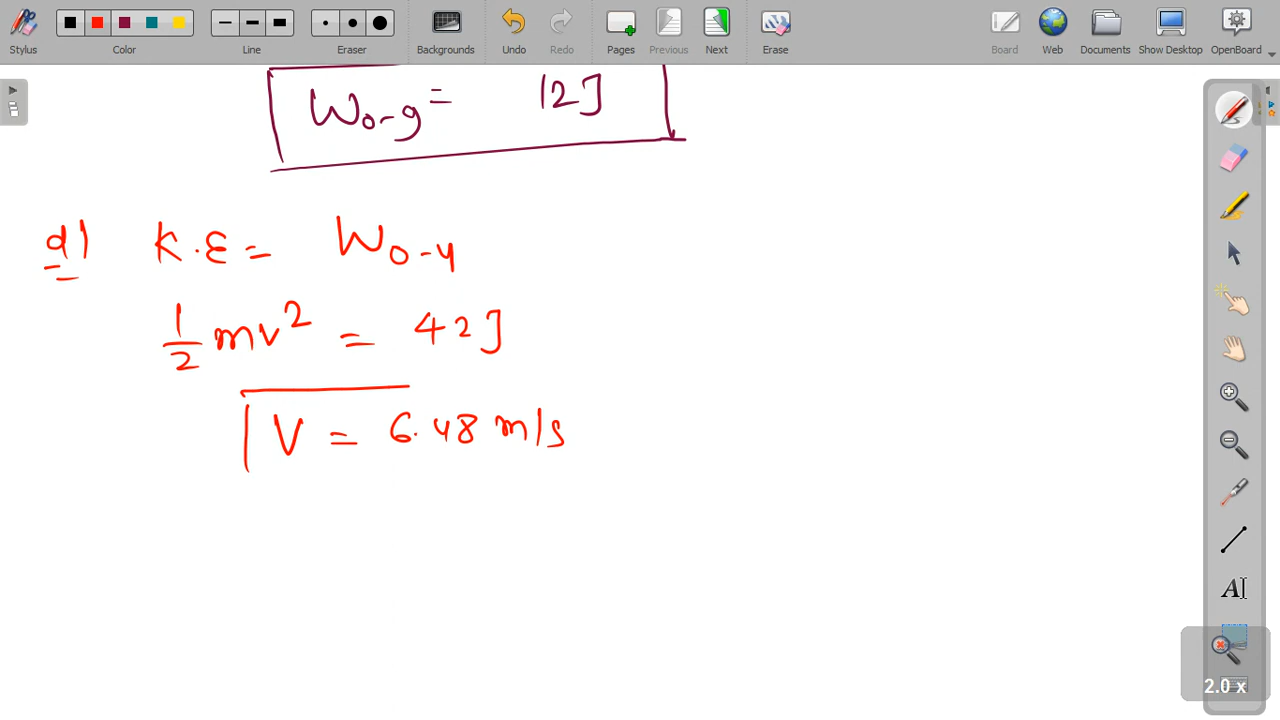 Stylus
Color
Line
Eraser
Backgrounds
Undo
Redo
Pages
Previous
Next
Erase
Board
Web
Documents
Show Desktop
OpenBoard
W0-9 = 12J
d) K.E = W0-4
1/2 mv² = 42J
V = 6.48 m/s
2.0 x